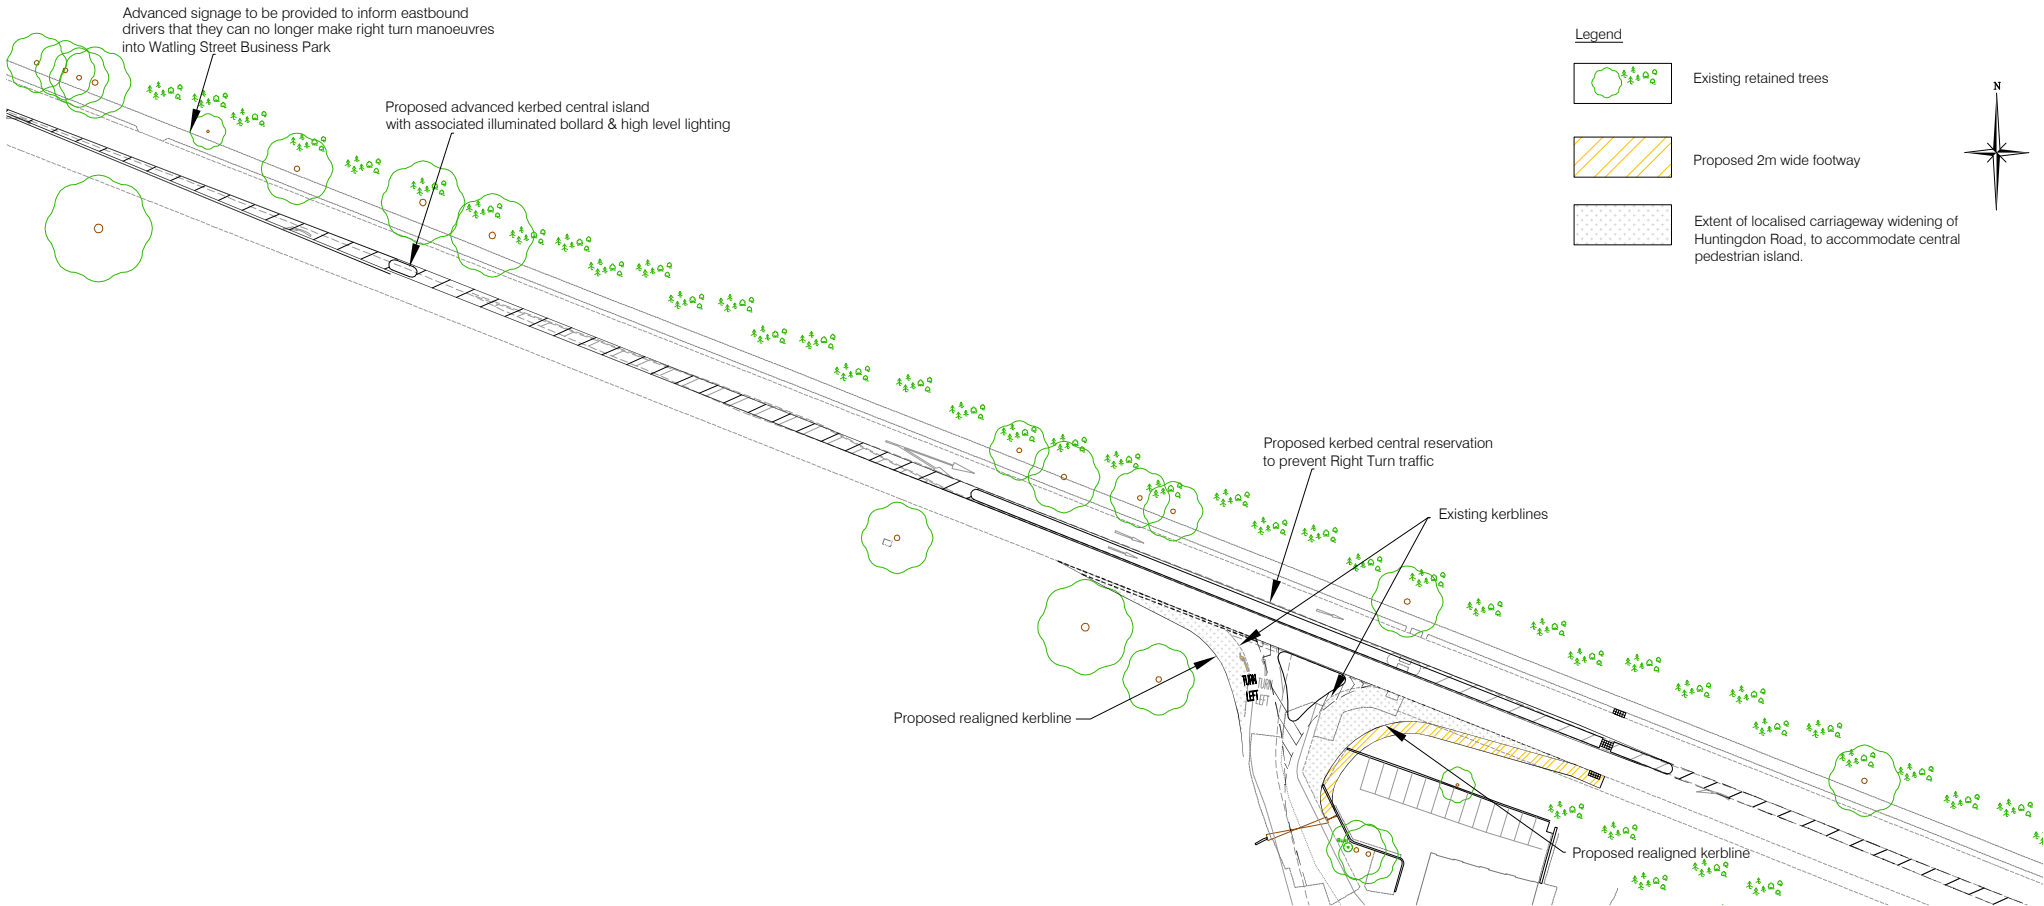 Advanced signage to be provided to inform eastbound
drivers that they can no longer make right turn manoeuvres
into Watling Street Business Park
Proposed advanced kerbed central island
with associated illuminated bollard & high level lighting
Legend
Existing retained trees
Proposed 2m wide footway
Extent of localised carriageway widening of
Huntingdon Road, to accommodate central
pedestrian island.
N
Proposed kerbed central reservation
to prevent Right Turn traffic
Existing kerblines
TURN
LEFT
TURN
LEFT
Proposed realigned kerbline
Proposed realigned kerbline